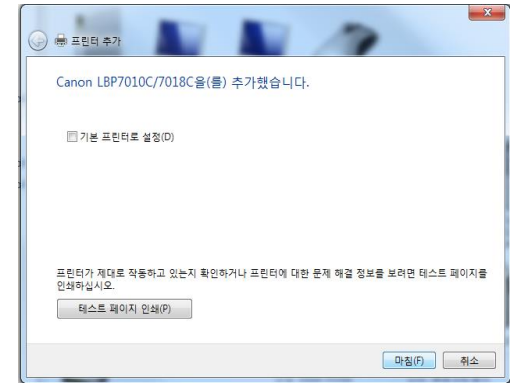 프린터 추가
Canon LBP7010C/7018C을(를) 추가했습니다.
기본 프린터로 설정(D)
프린터가 제대로 작동하고 있는지 확인하거나 프린터에 대한 문제 해결 정보를 보려면 테스트 페이지를
인쇄하십시오.
테스트 페이지 인쇄(P)
마침(F) 취소